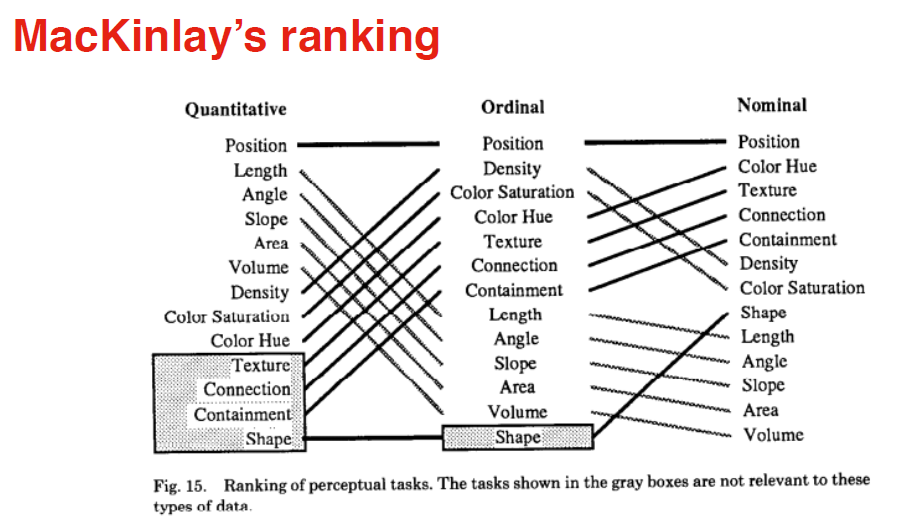 MacKinlay's ranking
Quantitative
Position
Length
Angle
Slope
Area
Volume
Density
Color Saturation
Color Hue
Texture
Connection
Containment
Shape
Ordinal
Position
Density
Color Saturation
Color Hue
Texture
Connection
Containment
Length
Angle
Slope
Area
Volume
Shape
Nominal
Position
Color Hue
Texture
Connection
Containment
Density
Color Saturation
Shape
Length
Angle
Slope
Area
Volume
Fig. 15. Ranking of perceptual tasks. The tasks shown in the gray boxes are not relevant to these
types of data.